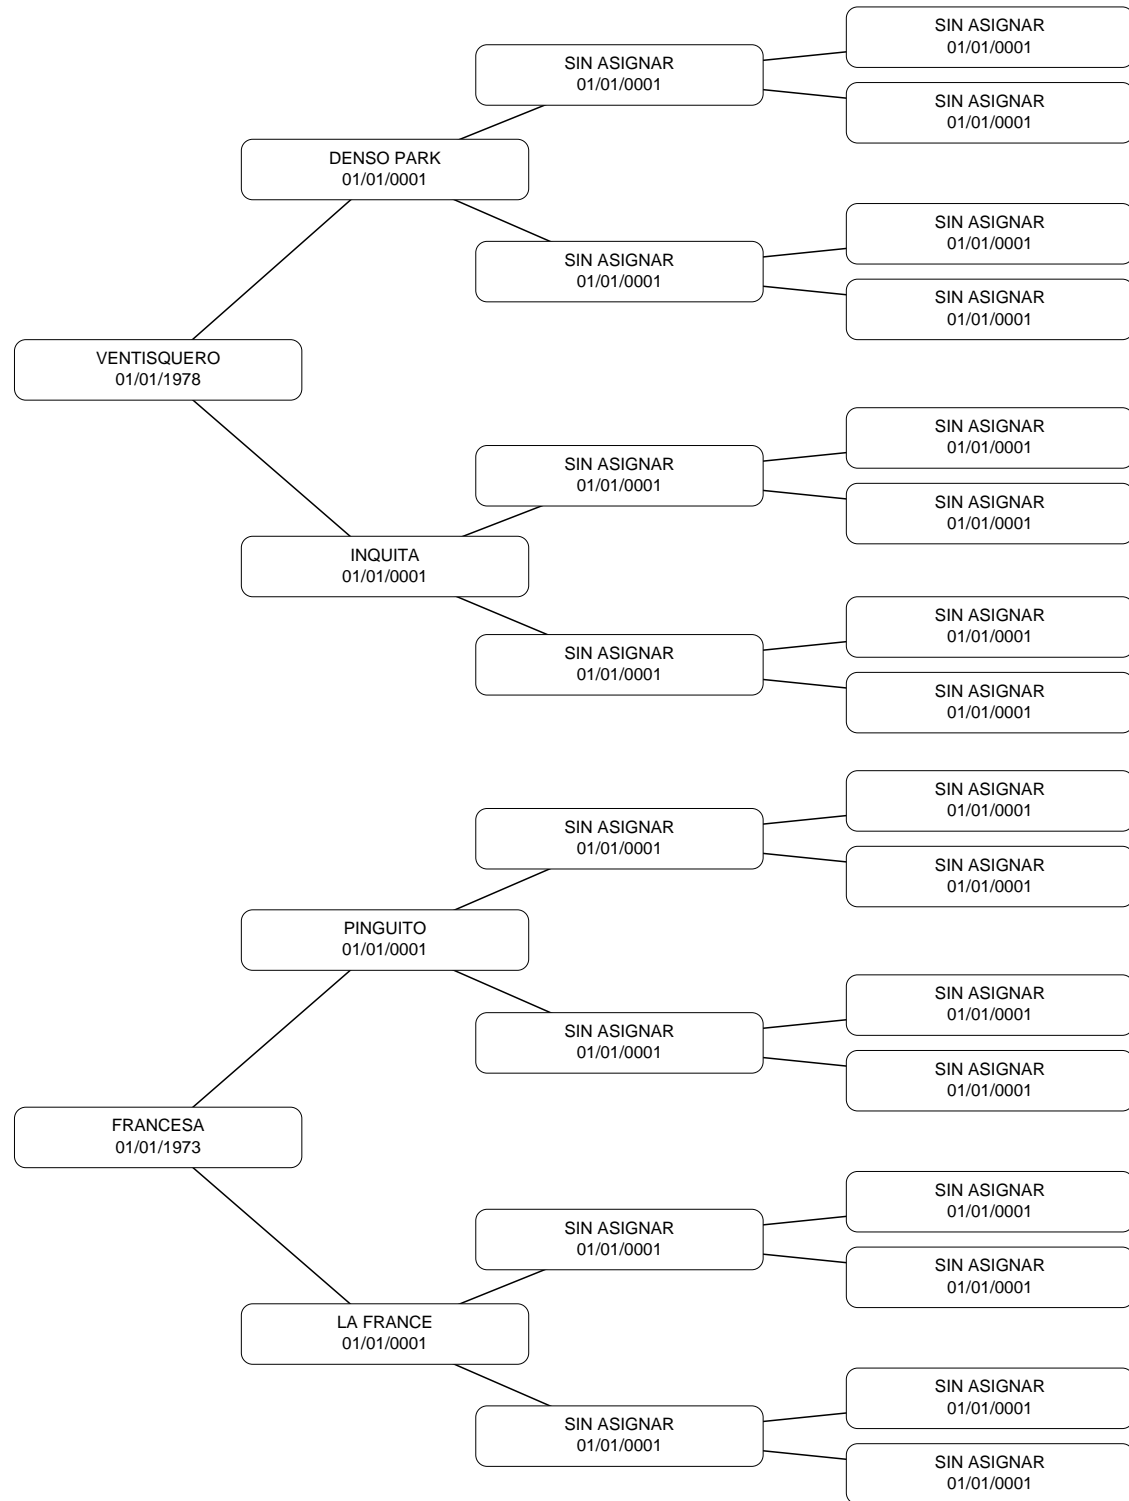 SIN ASIGNAR
01/01/0001
SIN ASIGNAR
01/01/0001
SIN ASIGNAR
01/01/0001
DENSO PARK
01/01/0001
SIN ASIGNAR
01/01/0001
SIN ASIGNAR
01/01/0001
SIN ASIGNAR
01/01/0001
VENTISQUERO
01/01/1978
SIN ASIGNAR
01/01/0001
SIN ASIGNAR
01/01/0001
SIN ASIGNAR
01/01/0001
INQUITA
01/01/0001
SIN ASIGNAR
01/01/0001
SIN ASIGNAR
01/01/0001
SIN ASIGNAR
01/01/0001
SIN ASIGNAR
01/01/0001
SIN ASIGNAR
01/01/0001
SIN ASIGNAR
01/01/0001
PINGUITO
01/01/0001
SIN ASIGNAR
01/01/0001
SIN ASIGNAR
01/01/0001
SIN ASIGNAR
01/01/0001
FRANCESA
01/01/1973
SIN ASIGNAR
01/01/0001
SIN ASIGNAR
01/01/0001
SIN ASIGNAR
01/01/0001
LA FRANCE
01/01/0001
SIN ASIGNAR
01/01/0001
SIN ASIGNAR
01/01/0001
SIN ASIGNAR
01/01/0001